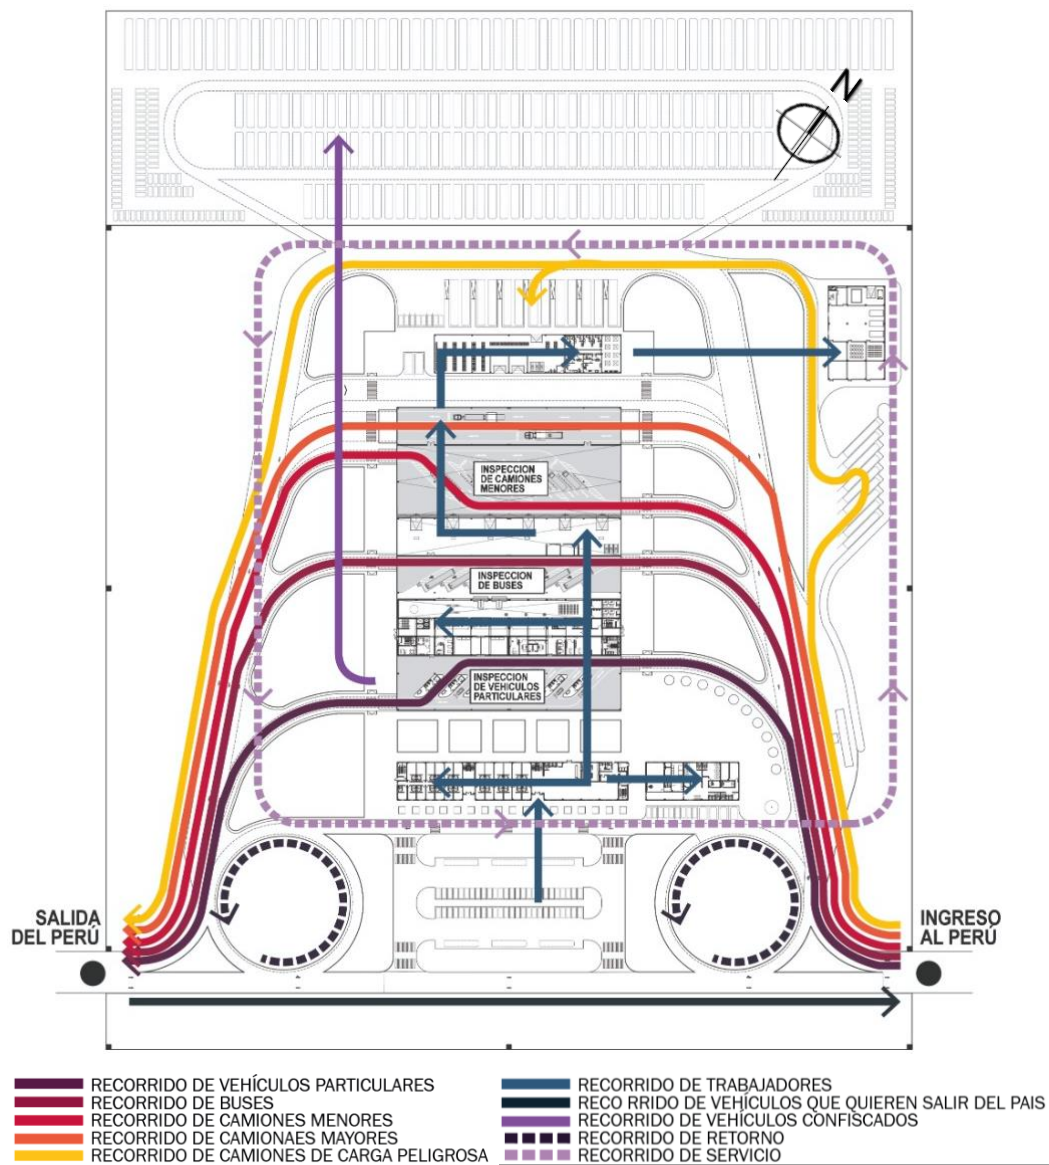 N
INSPECCION
DE CAMIONES
MENORES
INSPECCION
DE BUSES
INSPECCION
DE VEHICULOS
PARTICULARES
SALIDA
DEL PERÚ
INGRESO
AL PERÚ
RECORRIDO DE VEHÍCULOS PARTICULARES
RECORRIDO DE BUSES
RECORRIDO DE CAMIONES MENORES
RECORRIDO DE CAMIONAES MAYORES
RECORRIDO DE CAMIONES DE CARGA PELIGROSA
RECORRIDO DE TRABAJADORES
RECO RRIDO DE VEHÍCULOS QUE QUIEREN SALIR DEL PAIS
RECORRIDO DE VEHÍCULOS CONFISCADOS
RECORRIDO DE RETORNO
RECORRIDO DE SERVICIO